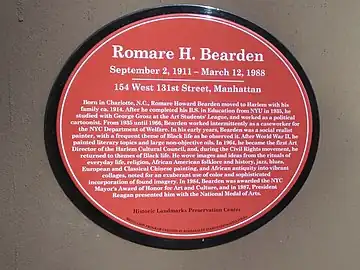 Romare H. Bearden
September 2, 1911 – March 12, 1988
154 West 131st Street, Manhattan
Born in Charlotte, N.C., Romare Howard Bearden moved to Harlem with his
family ca. 1914. After he completed his B.S. in Education from NYU in 1935, he
studied with George Grosz at the Art Students' League, and worked as a political
cartoonist. From 1935 until 1966, Bearden worked intermittently as a caseworker for
the NYC Department of Welfare. In his early years, Bearden was a social realist
painter, with a frequent theme of Black life as he observed it. After World War II, he
painted literary topics and large non-objective oils. In 1964, he became the first Art
Director of the Harlem Cultural Council, and, during the Civil Rights movement, he
returned to themes of Black life. He wove images and ideas from the rituals of
everyday life, religion, African American folklore and history, jazz, blues,
European and Classical Chinese painting, and African antiquity into vibrant
collages, noted for an exuberant use of color and sophisticated
incorporation of found imagery. In 1984, Bearden was awarded the NYC
Mayor's Award of Honor for Art and Culture, and in 1987, President
Reagan presented him with the National Medal of Arts.
Historic Landmarks Preservation Center